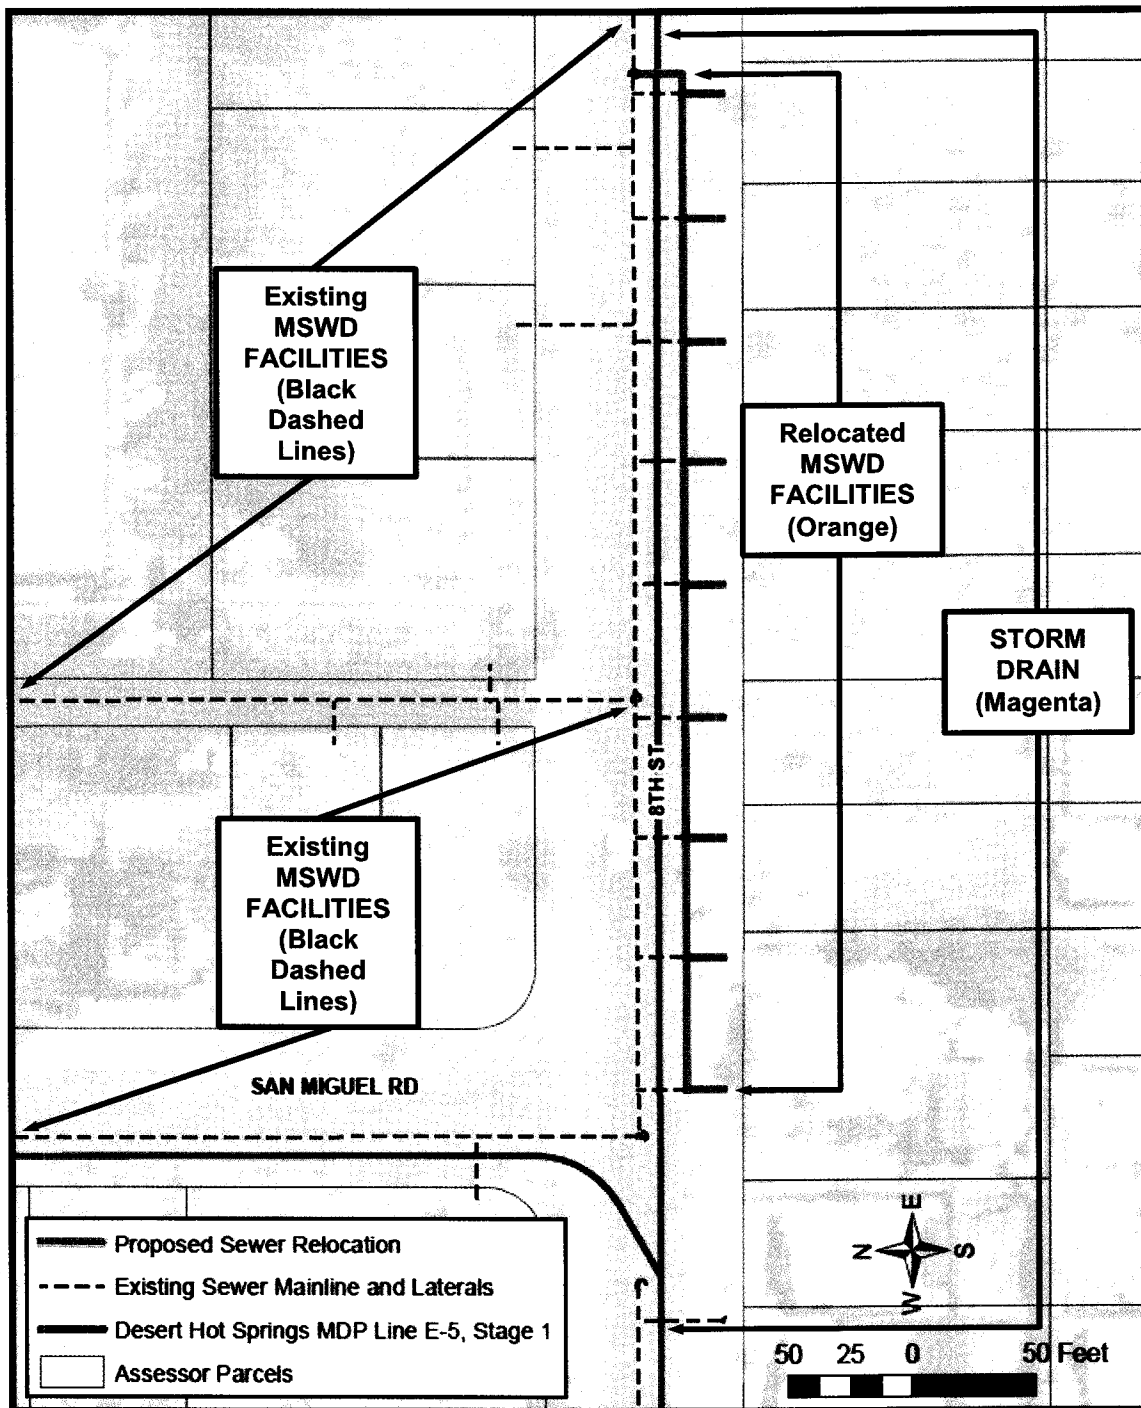 Existing
MSWD
FACILITIES
(Black
Dashed
Lines)
Relocated
MSWD
FACILITIES
(Orange)
STORM
DRAIN
(Magenta)
8TH ST
Existing
MSWD
FACILITIES
(Black
Dashed
Lines)
SAN MIGUEL RD
Proposed Sewer Relocation
Existing Sewer Mainline and Laterals
Desert Hot Springs MDP Line E-5, Stage 1
Assessor Parcels
E
N
S
W
50 25 0 50 Feet